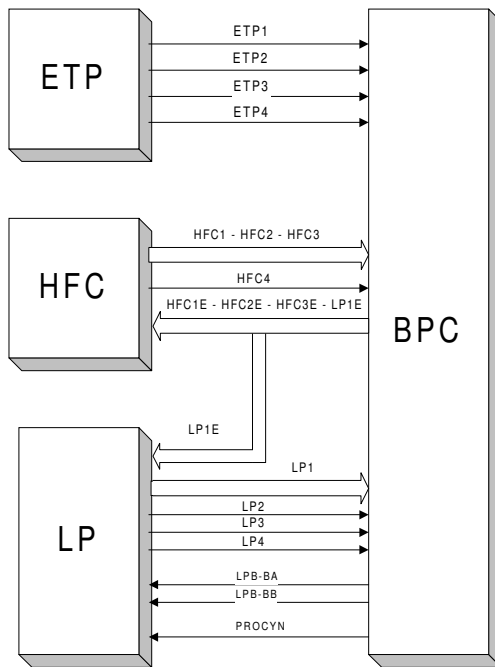 ETP1
ETP2
ETP
ETP3
ETP4
HFC1 - HFC2 - HFC3
HFC
HFC4
HFC1E - HFC2E - HFC3E - LP1E
BPC
LP1E
LP1
LP2
LP3
LP
LP4
LPB-BA
LPB-BB
PROCYN